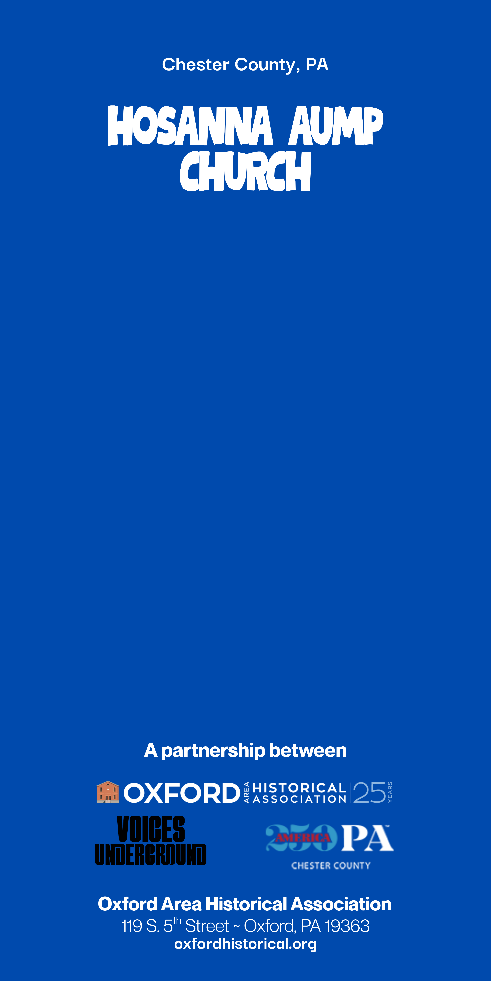 Chester County, PA
HOSANNA AUMP
CHURCH
A partnership between
OXFORD AREA HISTORICAL ASSOCIATION 25 YEARS
VOICES
UNDERGROUND
AMERICA 250 PA
CHESTER COUNTY
Oxford Area Historical Association
119 S. 5th Street ~ Oxford, PA 19363
oxfordhistorical.org